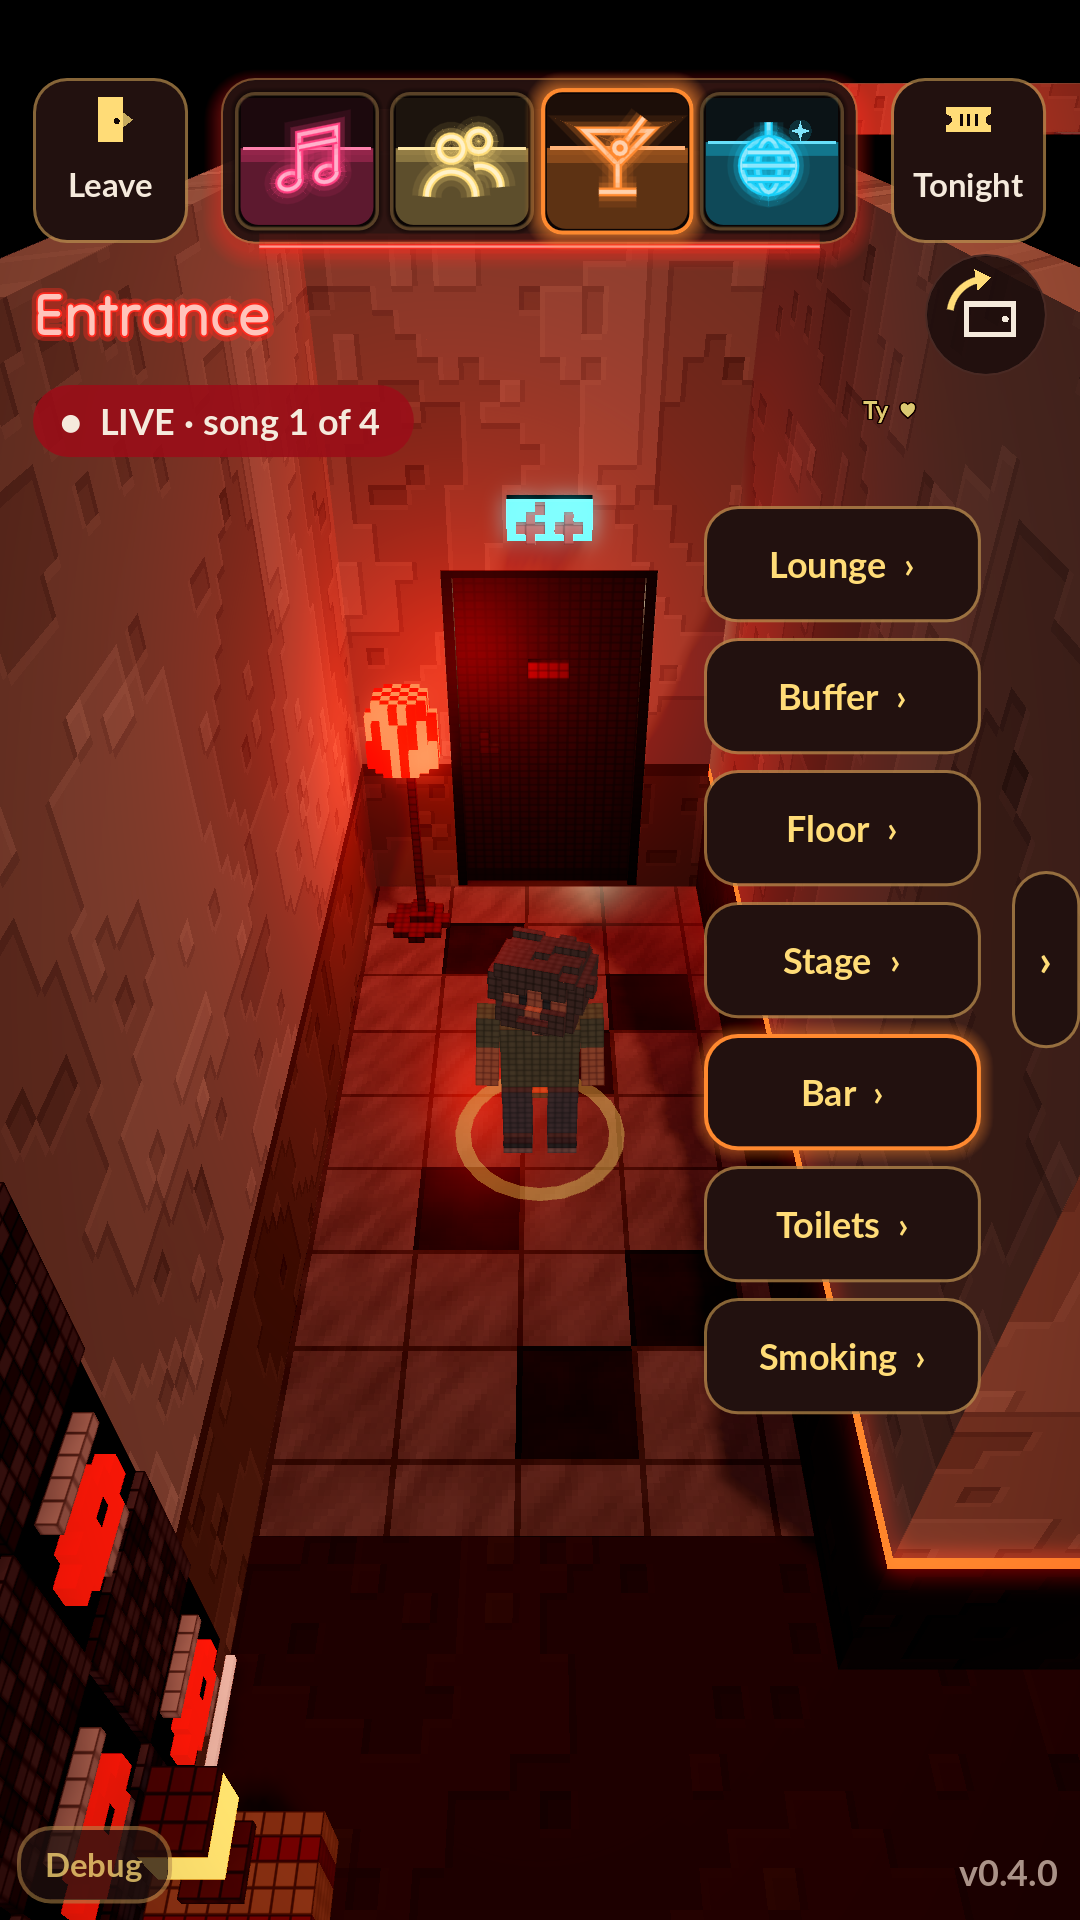 Leave
Tonight
Entrance
LIVE · song 1 of 4
Ty ♥
Lounge ›
Buffer ›
Floor ›
Stage ›
Bar ›
Toilets ›
Smoking ›
›
Debug
v0.4.0